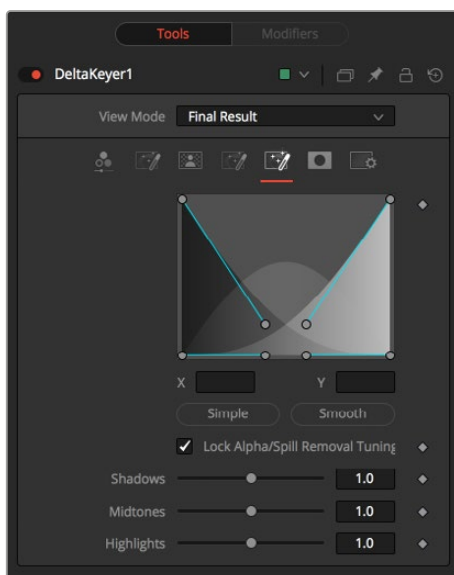 Tools Modifiers
DeltaKeyer1
View Mode Final Result
X Y
Simple Smooth
Lock Alpha/Spill Removal Tuning
Shadows 1.0
Midtones 1.0
Highlights 1.0